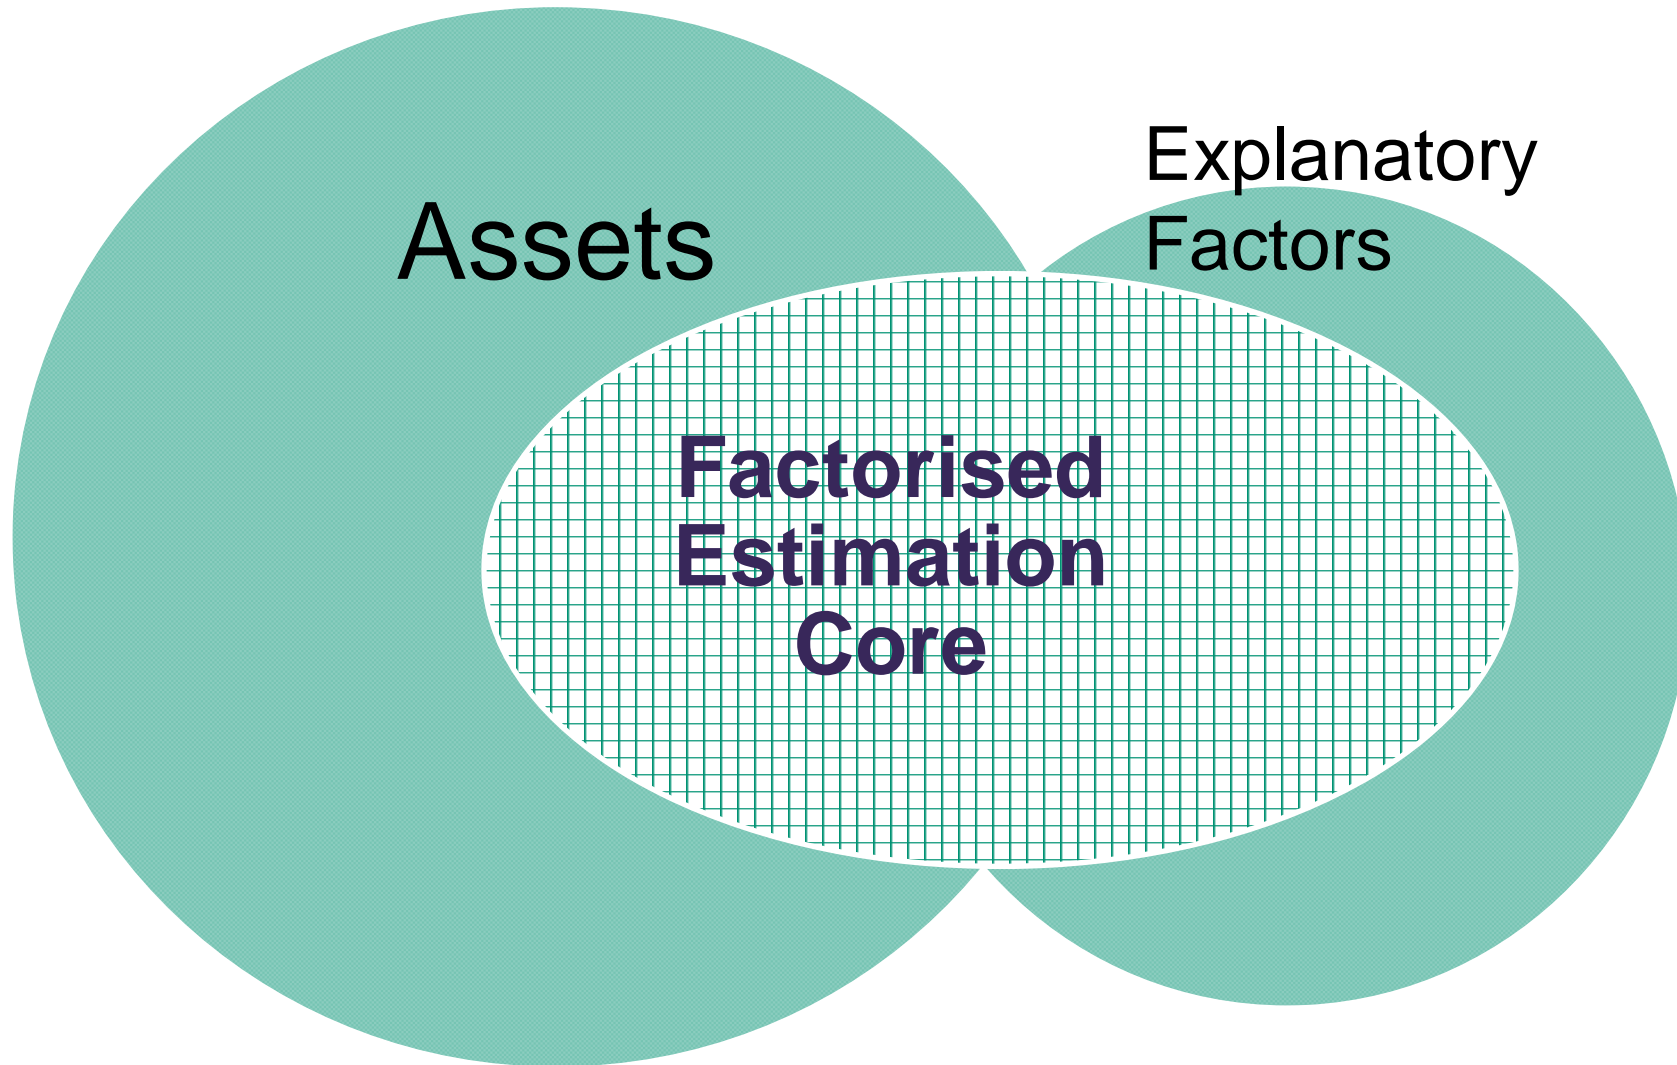 Assets
Explanatory
Factors
Factorised
Estimation
Core